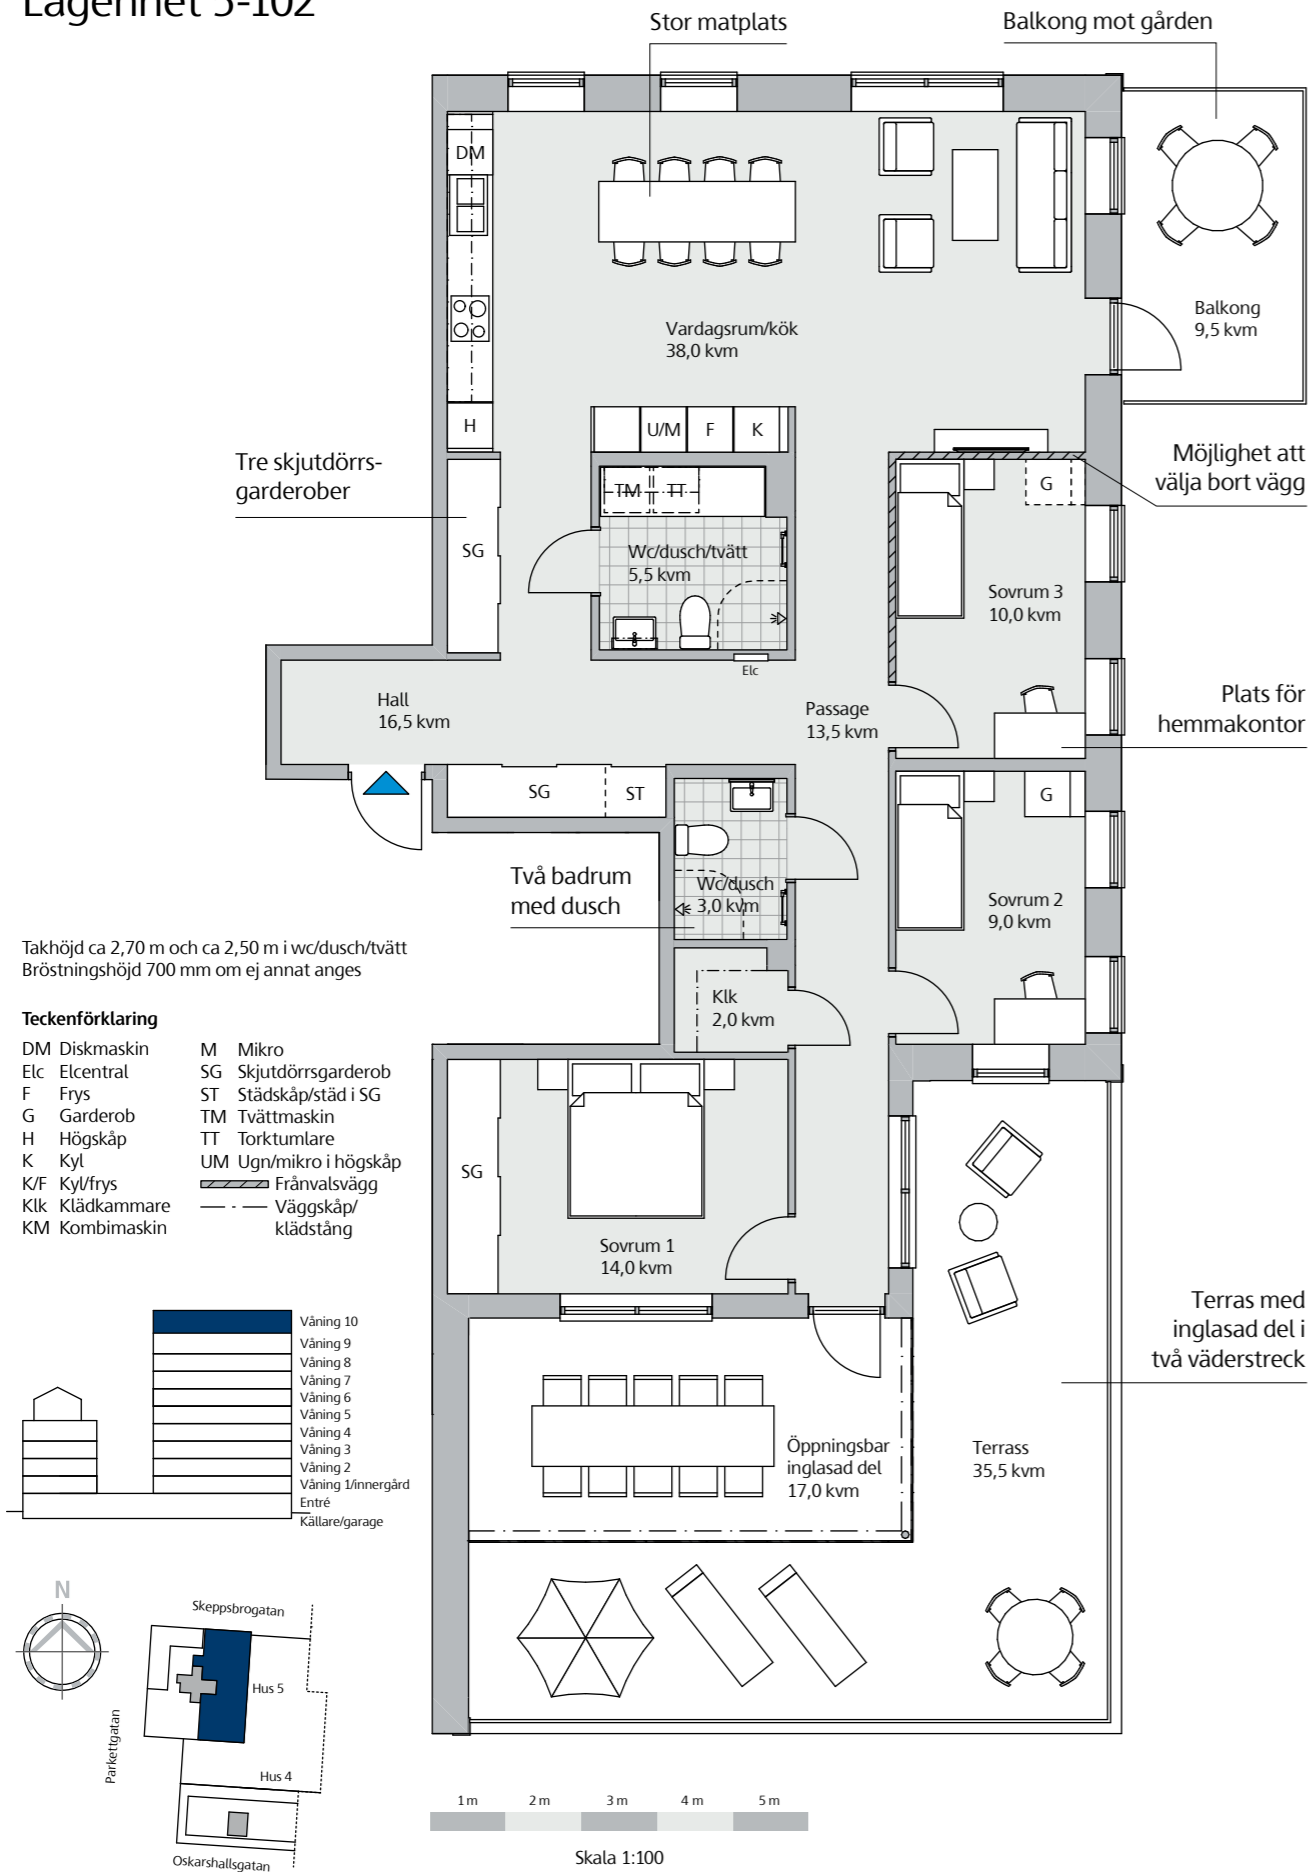 Lägenhet 5-102
Stor matplats
Balkong mot gården
DM
Vardagsrum/kök
38,0 kvm
Balkong
9,5 kvm
H
U/M
F
K
Tre skjutdörrs-
garderober
Möjlighet att
välja bort vägg
TM
TT
G
SG
Wc/dusch/tvätt
5,5 kvm
Sovrum 3
10,0 kvm
Elc
Hall
16,5 kvm
Passage
13,5 kvm
Plats för
hemmakontor
SG
ST
G
Två badrum
med dusch
Wc/dusch
3,0 kvm
Sovrum 2
9,0 kvm
Klk
2,0 kvm
Takhöjd ca 2,70 m och ca 2,50 m i wc/dusch/tvätt
Bröstningshöjd 700 mm om ej annat anges
Teckenförklaring
DM Diskmaskin
Elc Elcentral
F Frys
G Garderob
H Högskåp
K Kyl
K/F Kyl/frys
Klk Klädkammare
KM Kombimaskin
M Mikro
SG Skjutdörrsgarderob
ST Städskåp/städ i SG
TM Tvättmaskin
TT Torktumlare
UM Ugn/mikro i högskåp
Frånvalsvägg
Väggskåp/
klädstång
SG
Sovrum 1
14,0 kvm
Terras med
inglasad del i
två väderstreck
Öppningsbar
inglasad del
17,0 kvm
Terrass
35,5 kvm
Våning 10
Våning 9
Våning 8
Våning 7
Våning 6
Våning 5
Våning 4
Våning 3
Våning 2
Våning 1/innergård
Entré
Källare/garage
N
Skeppsbrogatan
Hus 5
Parkettgatan
Hus 4
Oskarshallsgatan
1 m 2 m 3 m 4 m 5 m
Skala 1:100